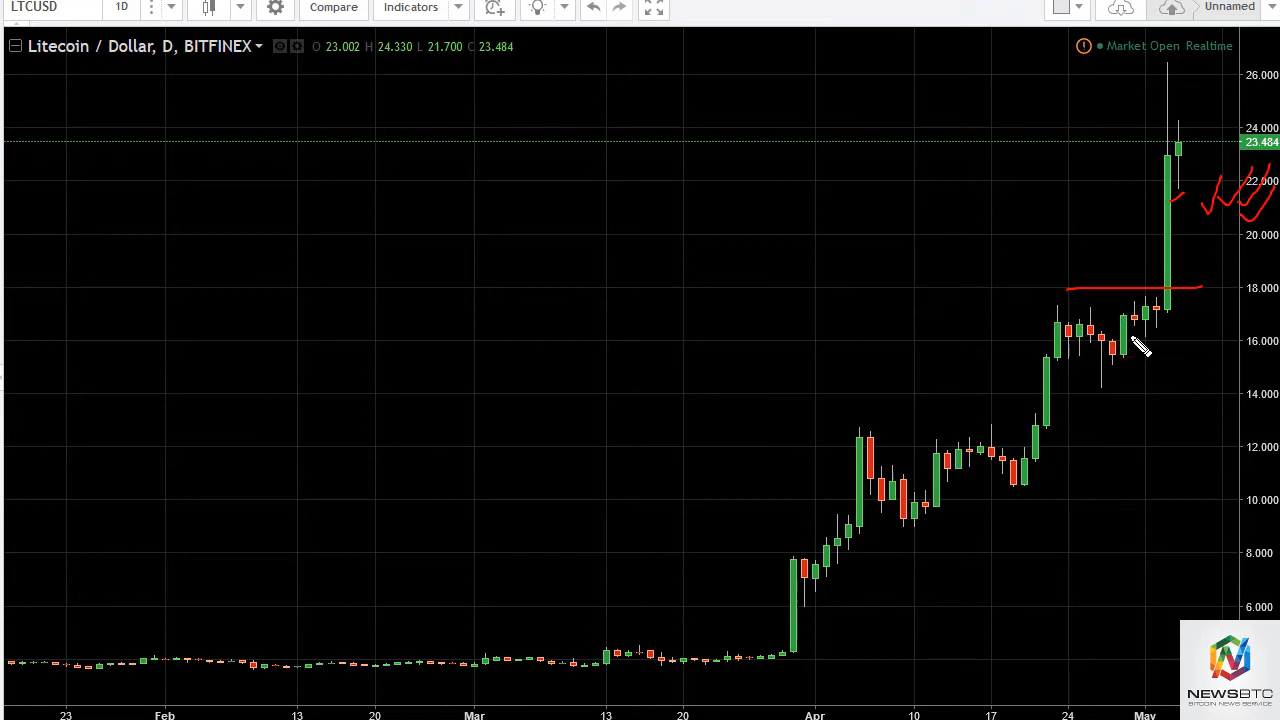 LTCUSD 1D Compare Indicators Unnamed
Litecoin / Dollar, D, BITFINEX O 23.002 H 24.330 L 21.700 C 23.484
Market Open Realtime
26.000
24.000
23.484
22.000
20.000
18.000
16.000
14.000
12.000
10.000
8.000
6.000
NEWSBTC
BITCOIN NEWS SERVICE
23 Feb 13 20 Mar 13 20 Apr 10 17 24 May